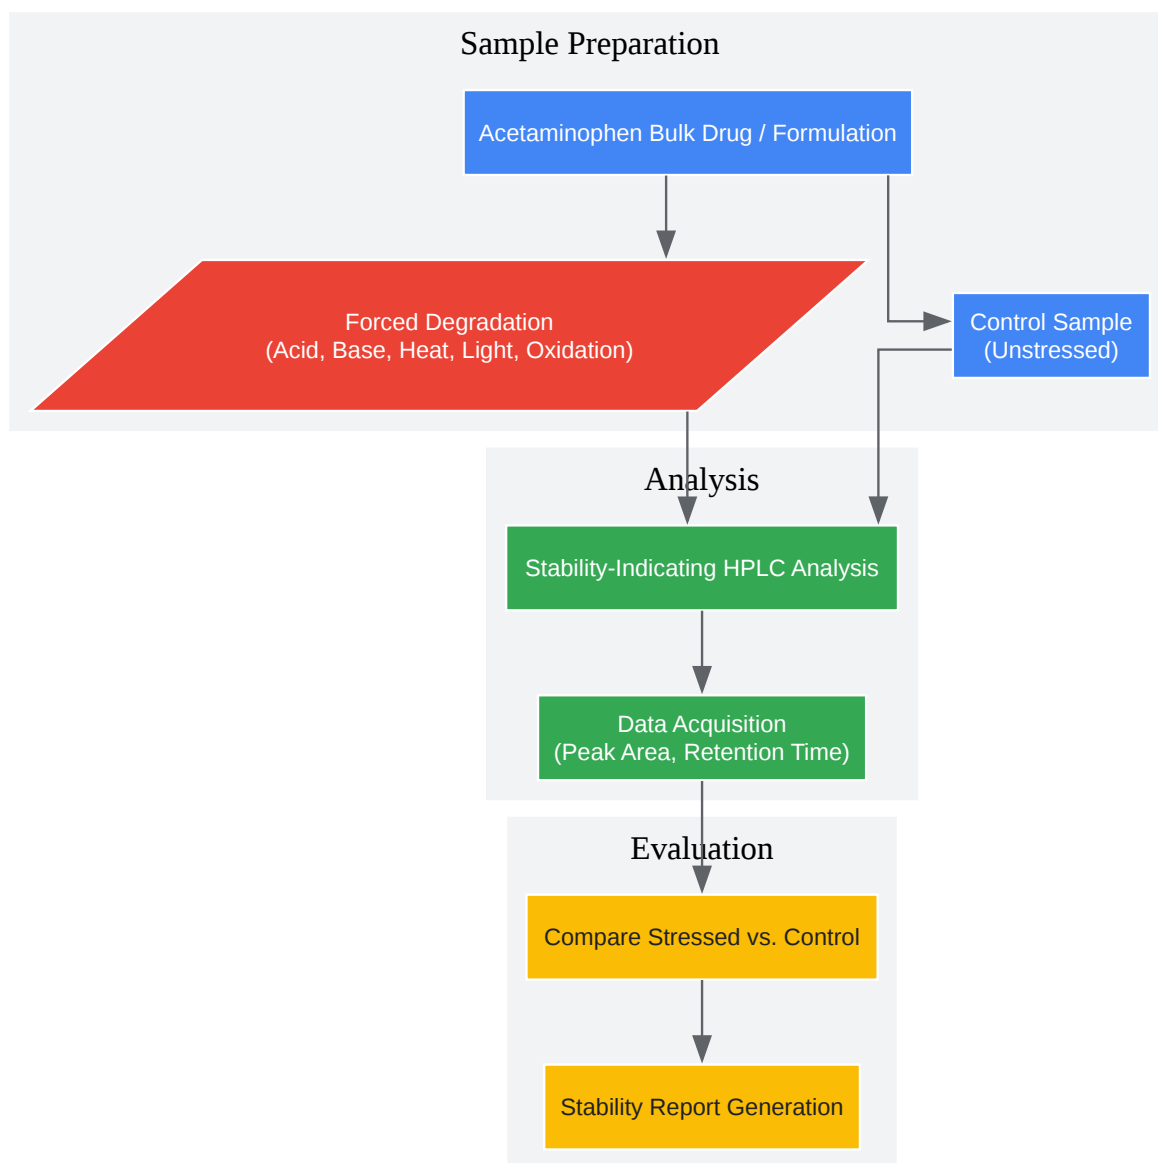 Sample Preparation
Acetaminophen Bulk Drug / Formulation
Forced Degradation
(Acid, Base, Heat, Light, Oxidation)
Control Sample
(Unstressed)
Analysis
Stability-Indicating HPLC Analysis
Data Acquisition
(Peak Area, Retention Time)
Evaluation
Compare Stressed vs. Control
Stability Report Generation